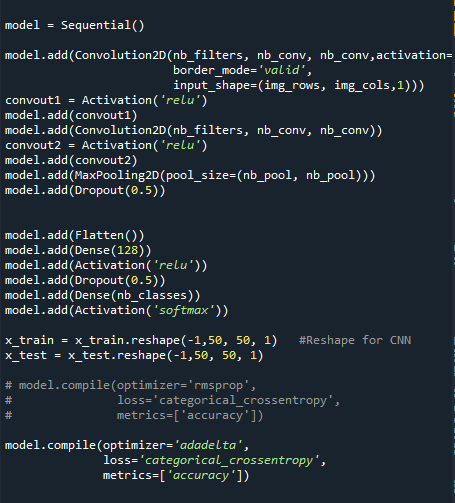 model = Sequential()
model.add(Convolution2D(nb_filters, nb_conv, nb_conv,activation=
border_mode='valid',
input_shape=(img_rows, img_cols,1)))
convout1 = Activation('relu')
model.add(convout1)
model.add(Convolution2D(nb_filters, nb_conv, nb_conv))
convout2 = Activation('relu')
model.add(convout2)
model.add(MaxPooling2D(pool_size=(nb_pool, nb_pool)))
model.add(Dropout(0.5))
model.add(Flatten())
model.add(Dense(128))
model.add(Activation('relu'))
model.add(Dropout(0.5))
model.add(Dense(nb_classes))
model.add(Activation('softmax'))
x_train = x_train.reshape(-1,50, 50, 1)   #Reshape for CNN
x_test = x_test.reshape(-1,50, 50, 1)
# model.compile(optimizer='rmsprop',
#               loss='categorical_crossentropy',
#               metrics=['accuracy'])
model.compile(optimizer='adadelta',
loss='categorical_crossentropy',
metrics=['accuracy'])